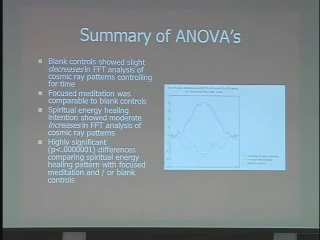 Summary of ANOVA's
Blank controls showed slight
decreases in FFT analysis of
cosmic ray patterns controlling
for time
Focused meditation was
comparable to blank controls
Spiritual energy healing
intention showed moderate
increases in FFT analysis of
cosmic ray patterns
Highly significant
(p<.0000001) differences
comparing spiritual energy
healing pattern with focused
meditation and / or blank
controls